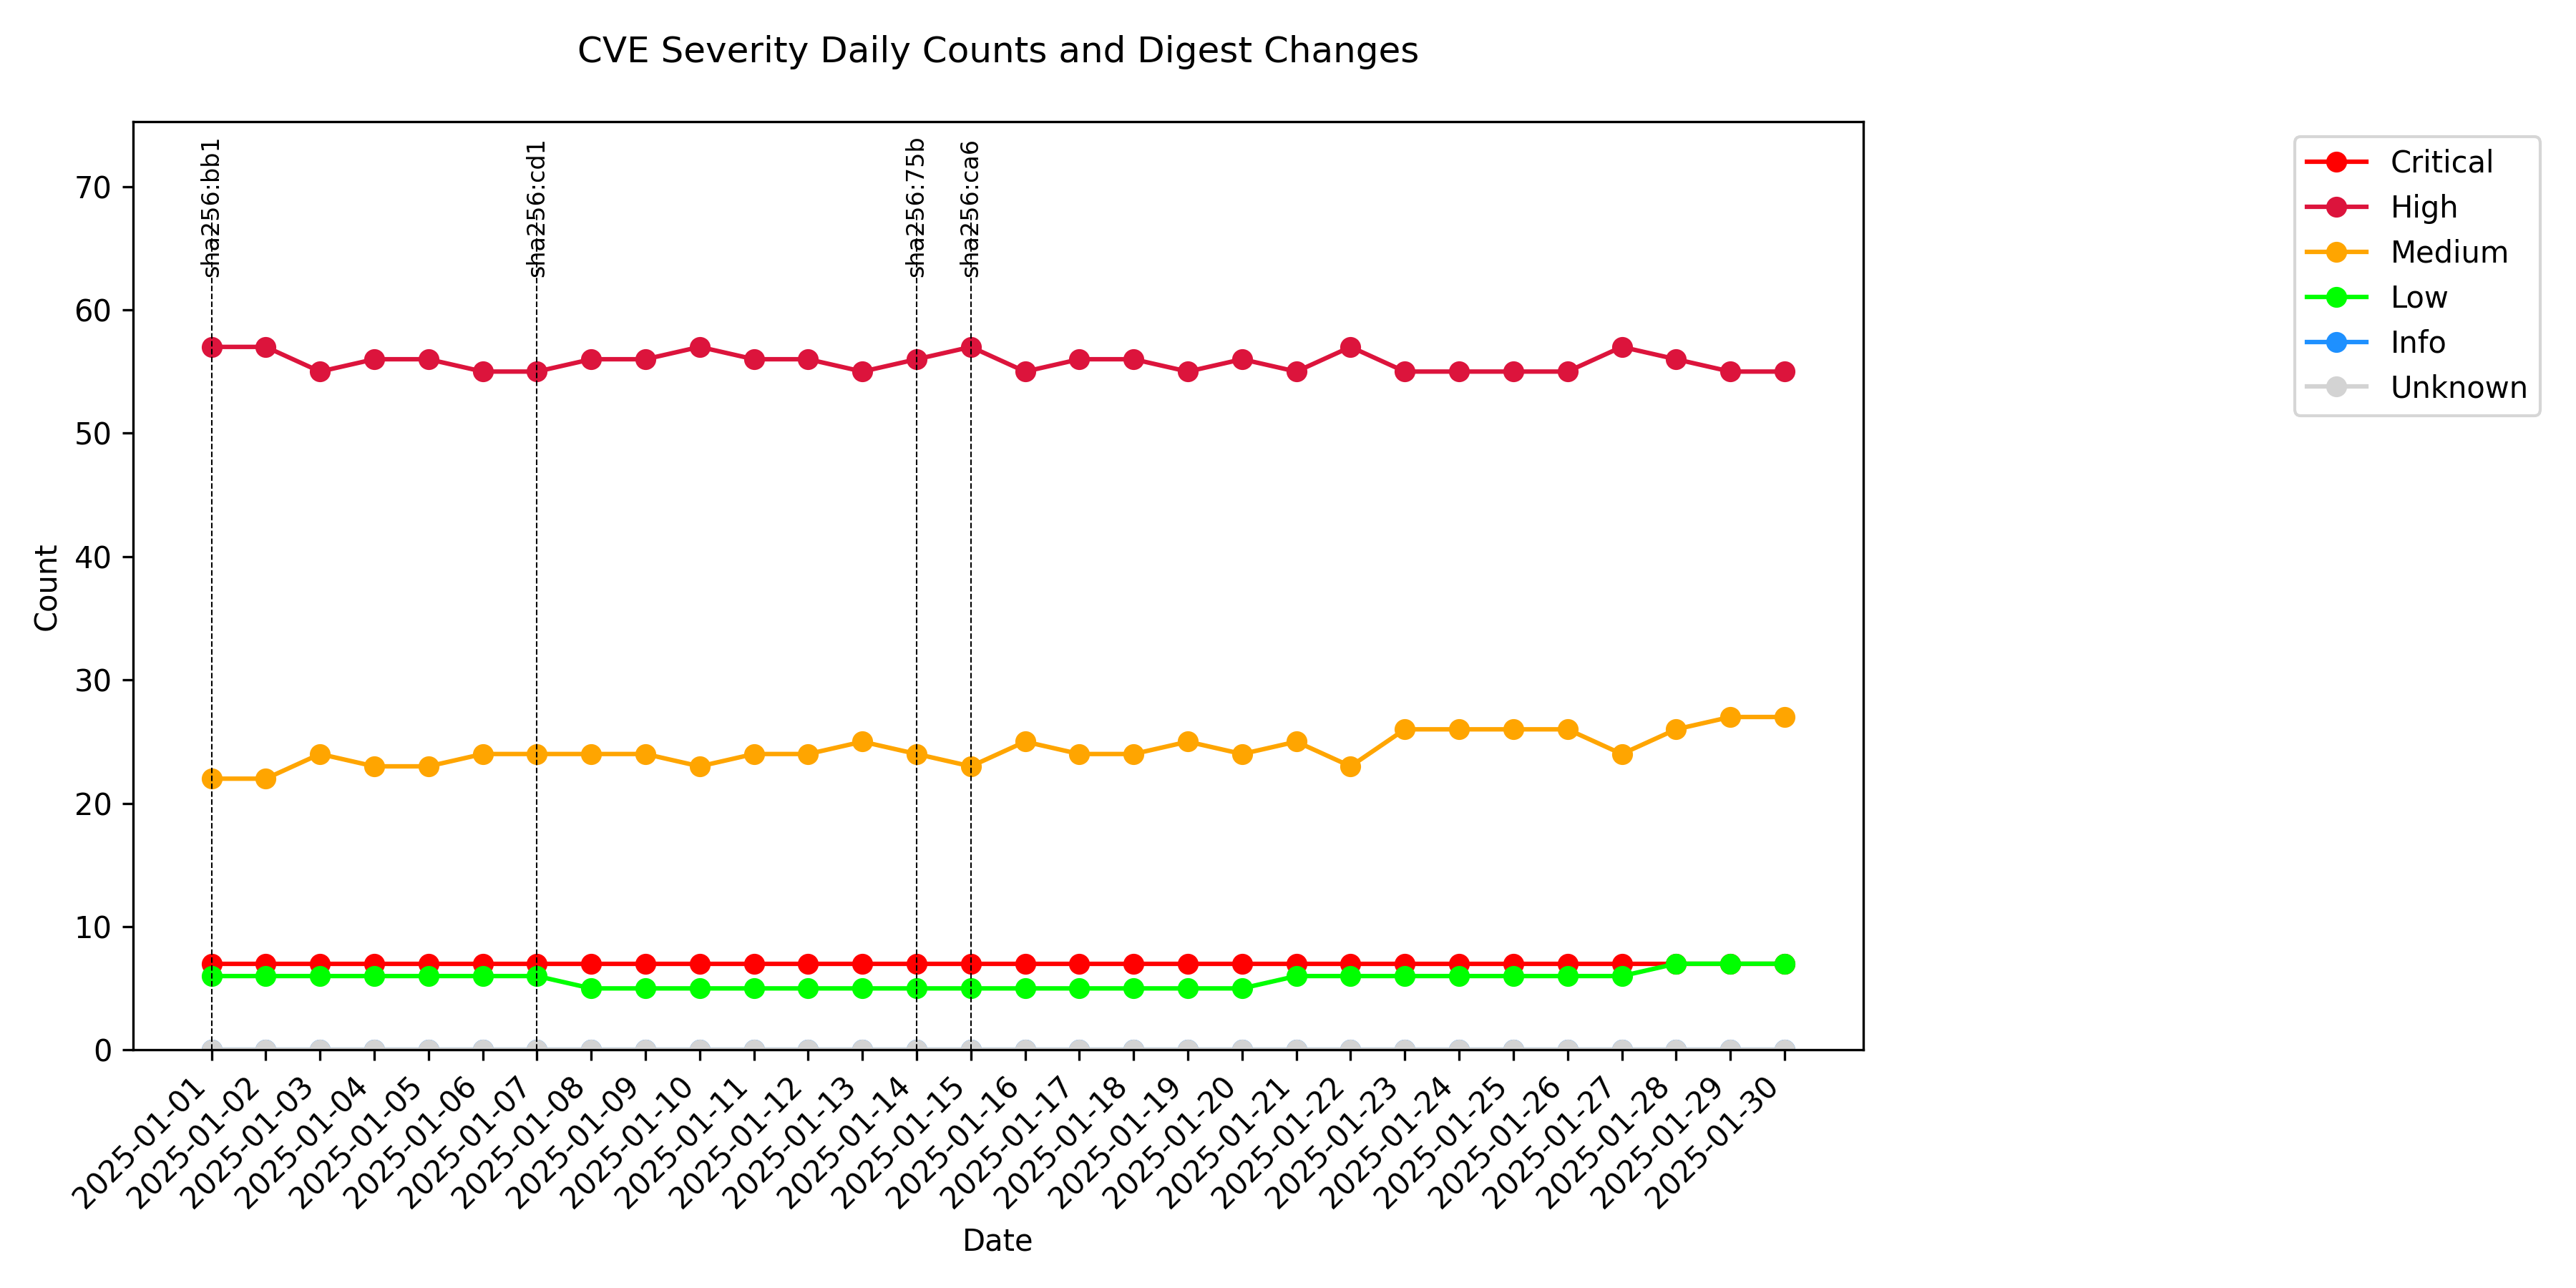 CVE Severity Daily Counts and Digest Changes
sha256:bb1
sha256:cd1
sha256:75b
sha256:ca6
Critical
High
Medium
Low
Info
Unknown
Count
70
60
50
40
30
20
10
0
2025-01-01
2025-01-02
2025-01-03
2025-01-04
2025-01-05
2025-01-06
2025-01-07
2025-01-08
2025-01-09
2025-01-10
2025-01-11
2025-01-12
2025-01-13
2025-01-14
2025-01-15
2025-01-16
2025-01-17
2025-01-18
2025-01-19
2025-01-20
2025-01-21
2025-01-22
2025-01-23
2025-01-24
2025-01-25
2025-01-26
2025-01-27
2025-01-28
2025-01-29
2025-01-30
Date